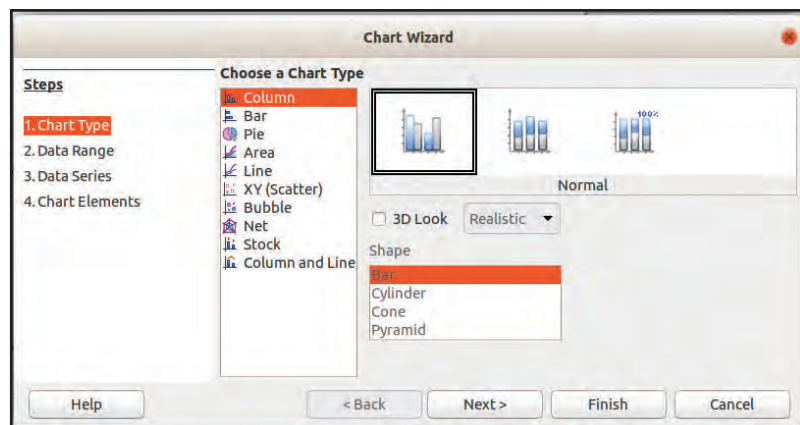 Chart Wizard
Steps
1. Chart Type
2. Data Range
3. Data Series
4. Chart Elements
Choose a Chart Type
Column
Bar
Pie
Area
Line
XY (Scatter)
Bubble
Net
Stock
Column and Line
100%
Normal
3D Look
Realistic
Shape
Bar
Cylinder
Cone
Pyramid
Help
< Back
Next >
Finish
Cancel